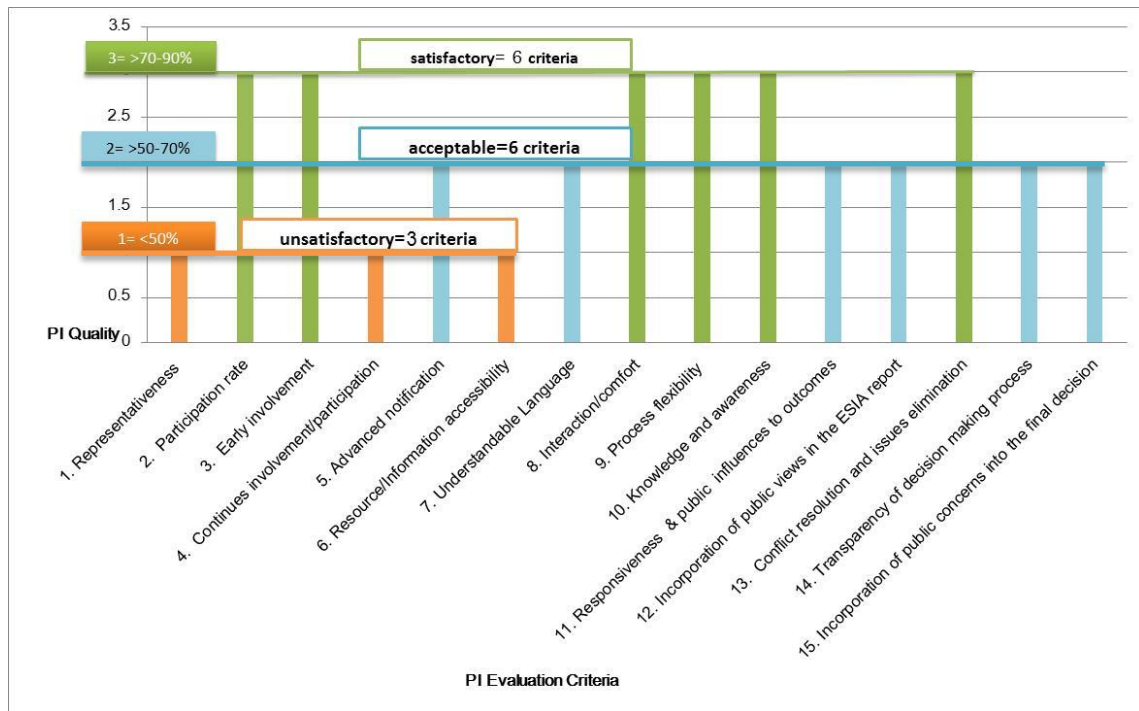 3.5
3= >70-90%
satisfactory= 6 criteria
2.5
2= >50-70%
acceptable=6 criteria
1.5
1= <50%
unsatisfactory=3 criteria
0.5
PI Quality
0
1. Representativeness
2. Participation rate
3. Early involvement
4. Continues involvement/participation
5. Advanced notification
6. Resource/Information accessibility
7. Understandable Language
8. Interaction/comfort
9. Process flexibility
10. Knowledge and awareness
11. Responsiveness & public influences to outcomes
12. Incorporation of public views in the ESIA report
13. Conflict resolution and issues elimination
14. Transparency of decision making process
15. Incorporation of public concerns into the final decision
PI Evaluation Criteria